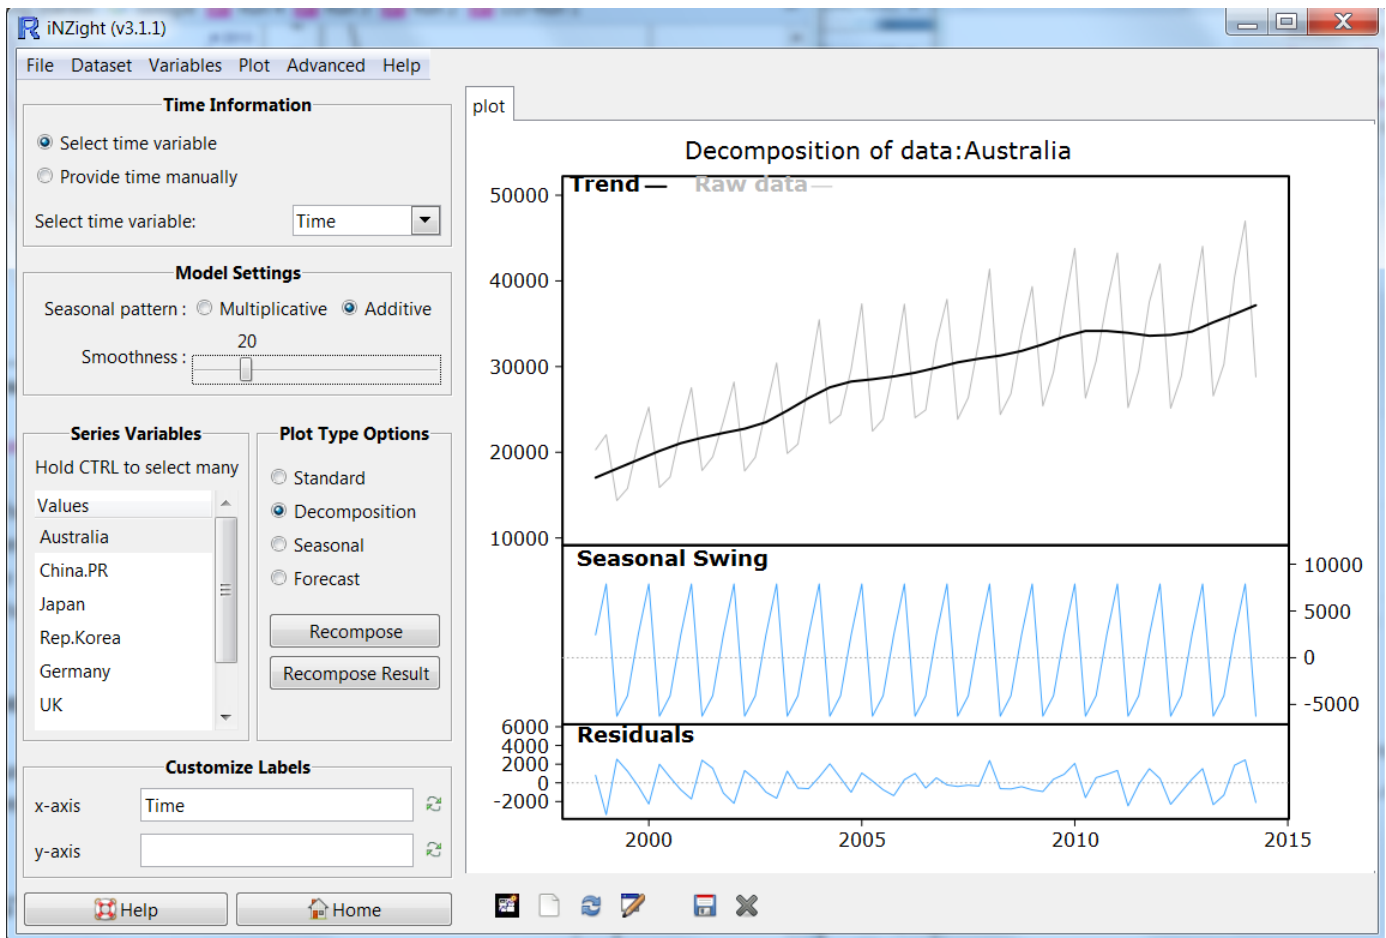 iNZight (v3.1.1)
File Dataset Variables Plot Advanced Help
Time Information
Select time variable
Provide time manually
Select time variable: Time
Model Settings
Seasonal pattern : Multiplicative Additive
20
Smoothness :
Series Variables
Hold CTRL to select many
Values
Australia
China.PR
Japan
Rep.Korea
Germany
UK
Plot Type Options
Standard
Decomposition
Seasonal
Forecast
Recompose
Recompose Result
Customize Labels
x-axis Time
y-axis
Help Home
plot
Decomposition of data:Australia
Trend Raw data
50000
40000
30000
20000
10000
Seasonal Swing
10000
5000
0
-5000
Residuals
6000
4000
2000
0
-2000
2000 2005 2010 2015